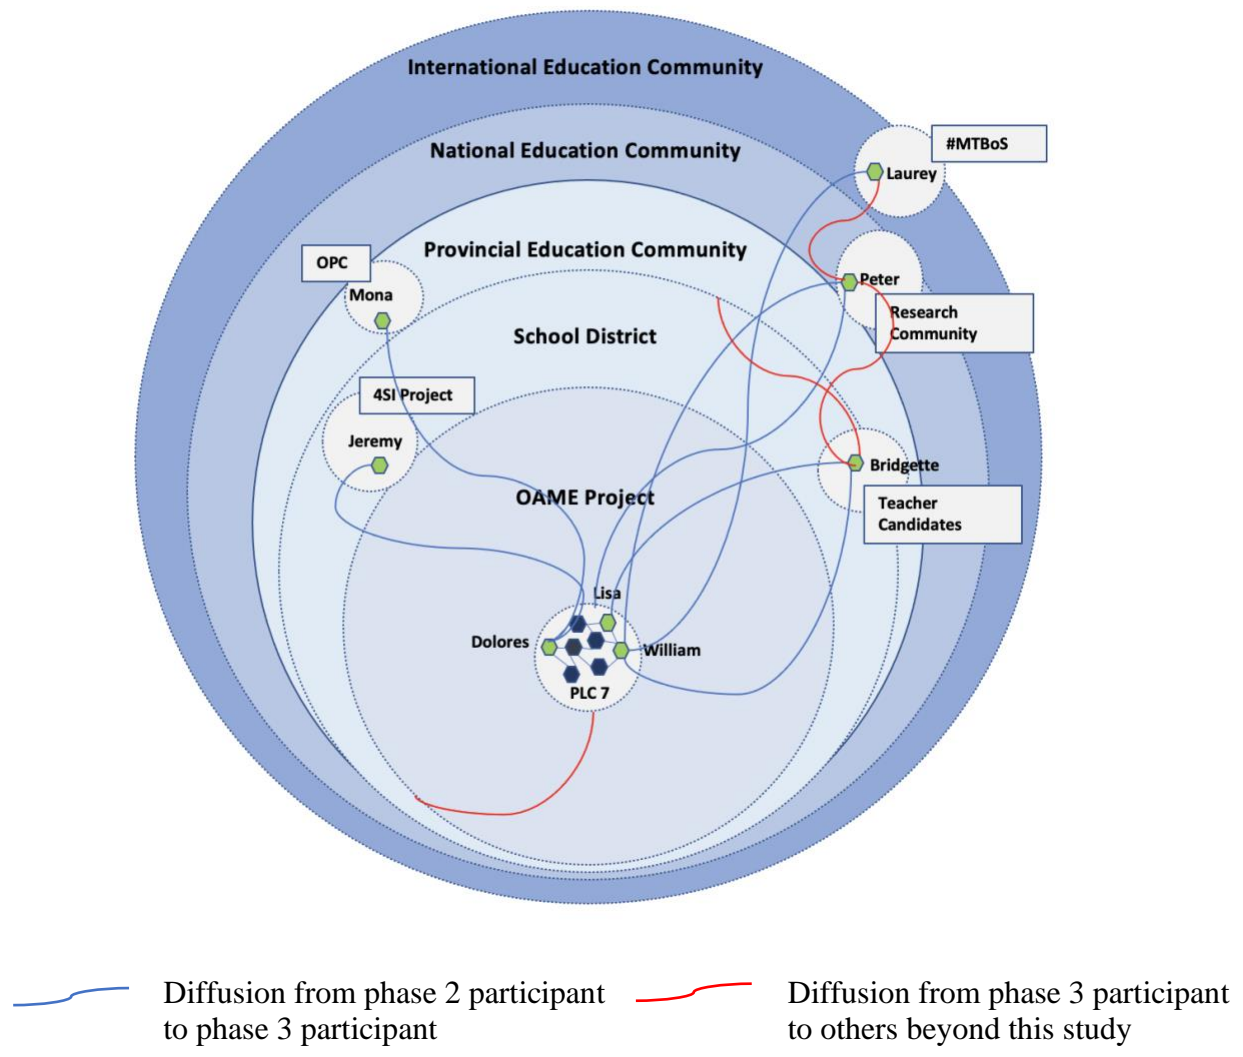 International Education Community
#MTBoS
National Education Community
Laurey
Provincial Education Community
OPC
Peter
Mona
Research
Community
School District
4SI Project
Jeremy
Bridgette
OAME Project
Teacher
Candidates
Lisa
Dolores
William
PLC 7
Diffusion from phase 2 participant
to phase 3 participant
Diffusion from phase 3 participant
to others beyond this study